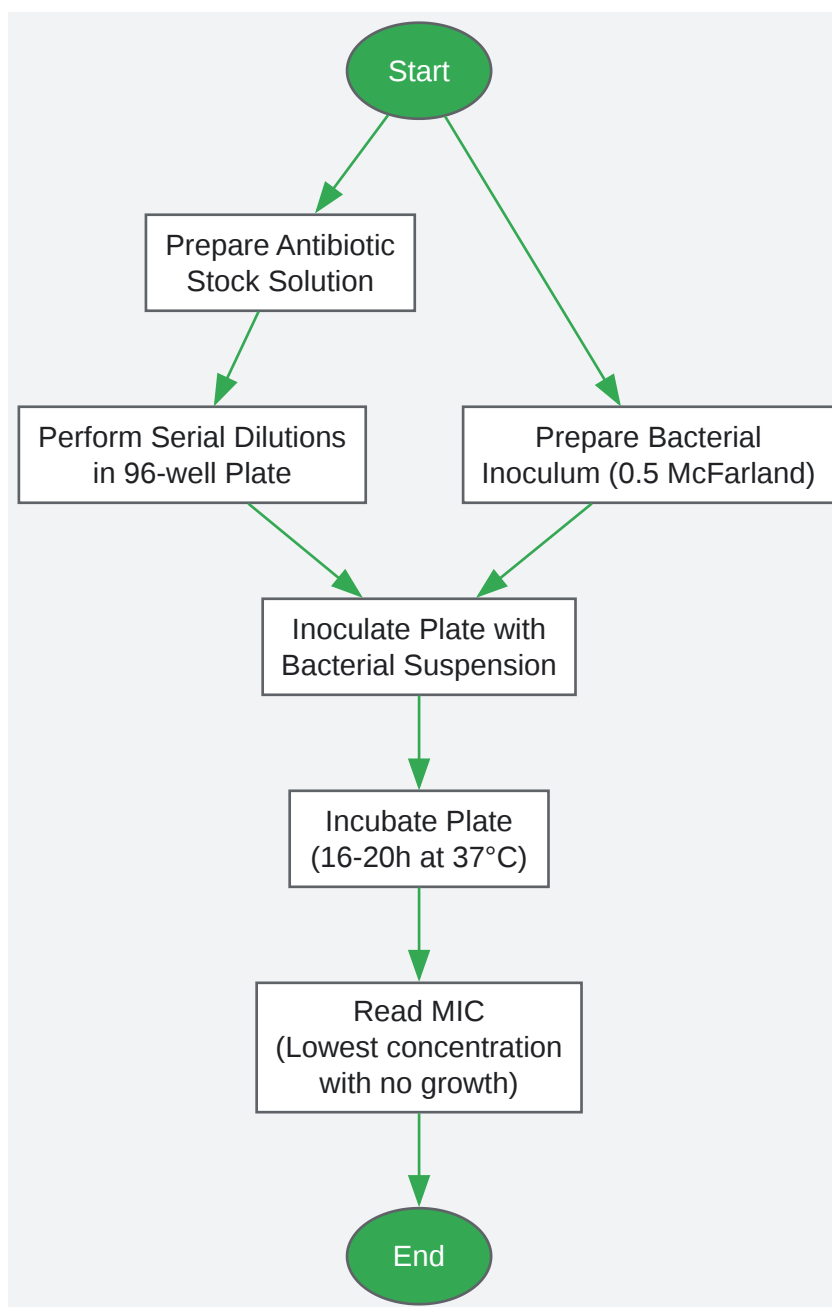 Start
Prepare Antibiotic
Stock Solution
Perform Serial Dilutions
in 96-well Plate
Prepare Bacterial
Inoculum (0.5 McFarland)
Inoculate Plate with
Bacterial Suspension
Incubate Plate
(16-20h at 37°C)
Read MIC
(Lowest concentration
with no growth)
End